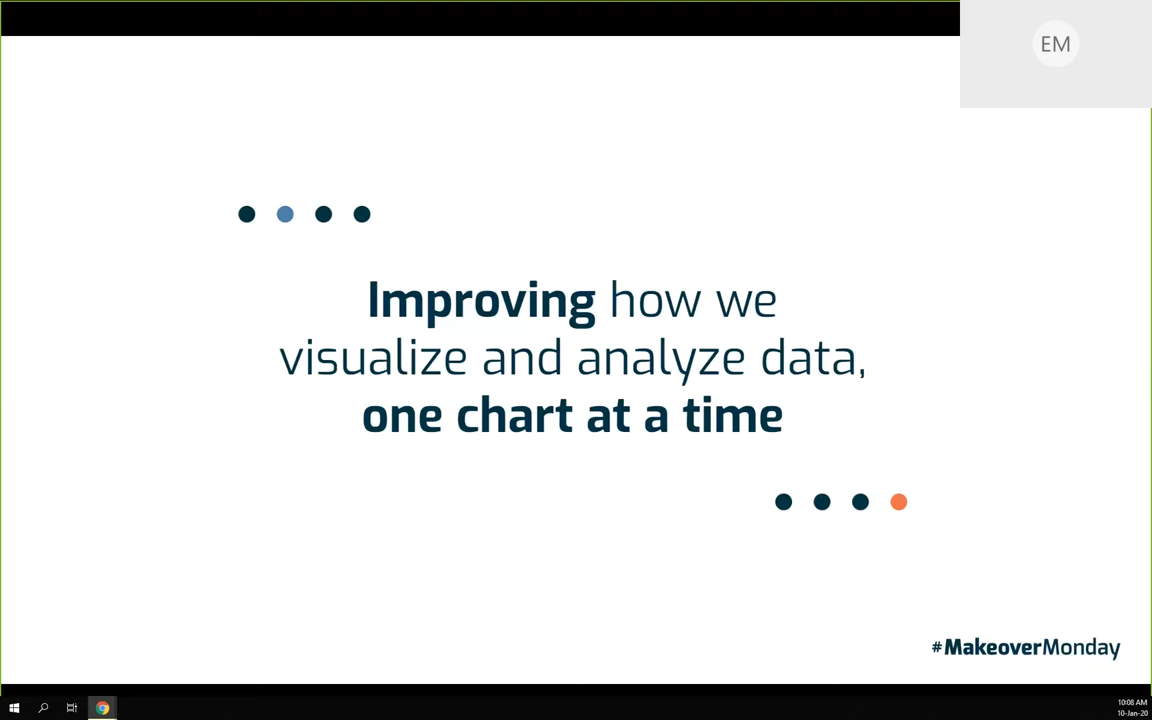 EM
Improving how we
visualize and analyze data,
one chart at a time
#MakeoverMonday
10:08 AM
10-Jan-20